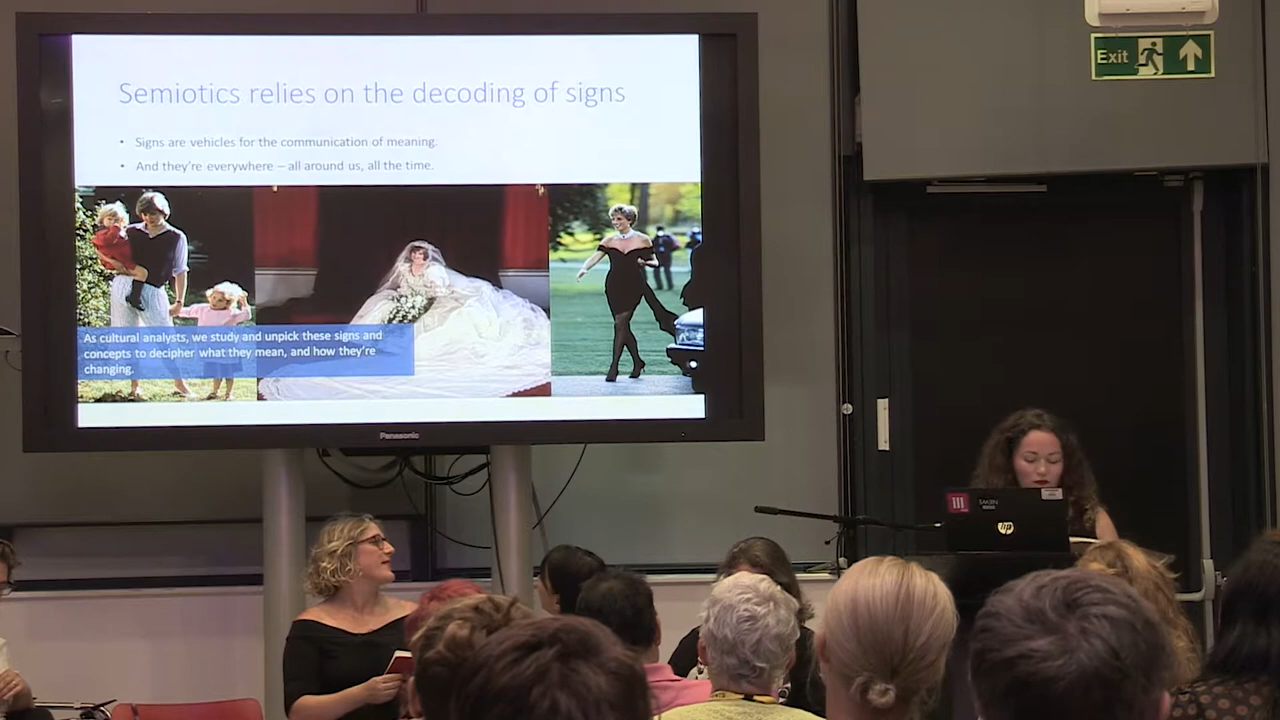 Semiotics relies on the decoding of signs
• Signs are vehicles for the communication of meaning.
• And they're everywhere – all around us, all the time.
As cultural analysts, we study and unpick these signs and
concepts to decipher what they mean, and how they're
changing.
Panasonic
Exit
hp